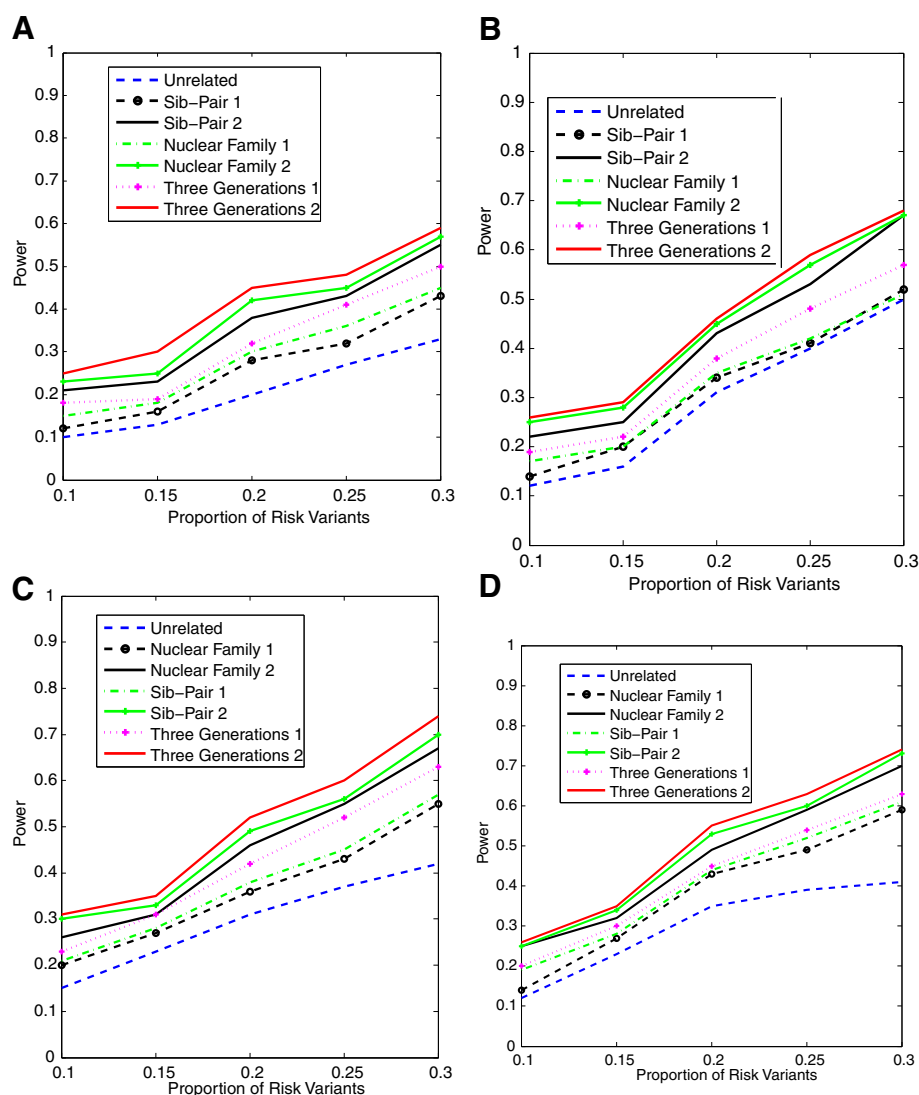 A
1
0.9
0.8
0.7
0.6
0.5
0.4
0.3
0.2
0.1
0
Power
Unrelated
Sib−Pair 1
Sib−Pair 2
Nuclear Family 1
Nuclear Family 2
Three Generations 1
Three Generations 2
0.1 0.15 0.2 0.25 0.3
Proportion of Risk Variants
B
1
0.9
0.8
0.7
0.6
0.5
0.4
0.3
0.2
0.1
0
Power
Unrelated
Sib−Pair 1
Sib−Pair 2
Nuclear Family 1
Nuclear Family 2
Three Generations 1
Three Generations 2
0.1 0.15 0.2 0.25 0.3
Proportion of Risk Variants
C
1
0.9
0.8
0.7
0.6
0.5
0.4
0.3
0.2
0.1
0
Power
Unrelated
Nuclear Family 1
Nuclear Family 2
Sib−Pair 1
Sib−Pair 2
Three Generations 1
Three Generations 2
0.1 0.15 0.2 0.25 0.3
Proportion of Risk Variants
D
1
0.9
0.8
0.7
0.6
0.5
0.4
0.3
0.2
0.1
0
Power
Unrelated
Nuclear Family 1
Nuclear Family 2
Sib−Pair 1
Sib−Pair 2
Three Generations 1
Three Generations 2
0.1 0.15 0.2 0.25 0.3
Proportion of Risk Variants